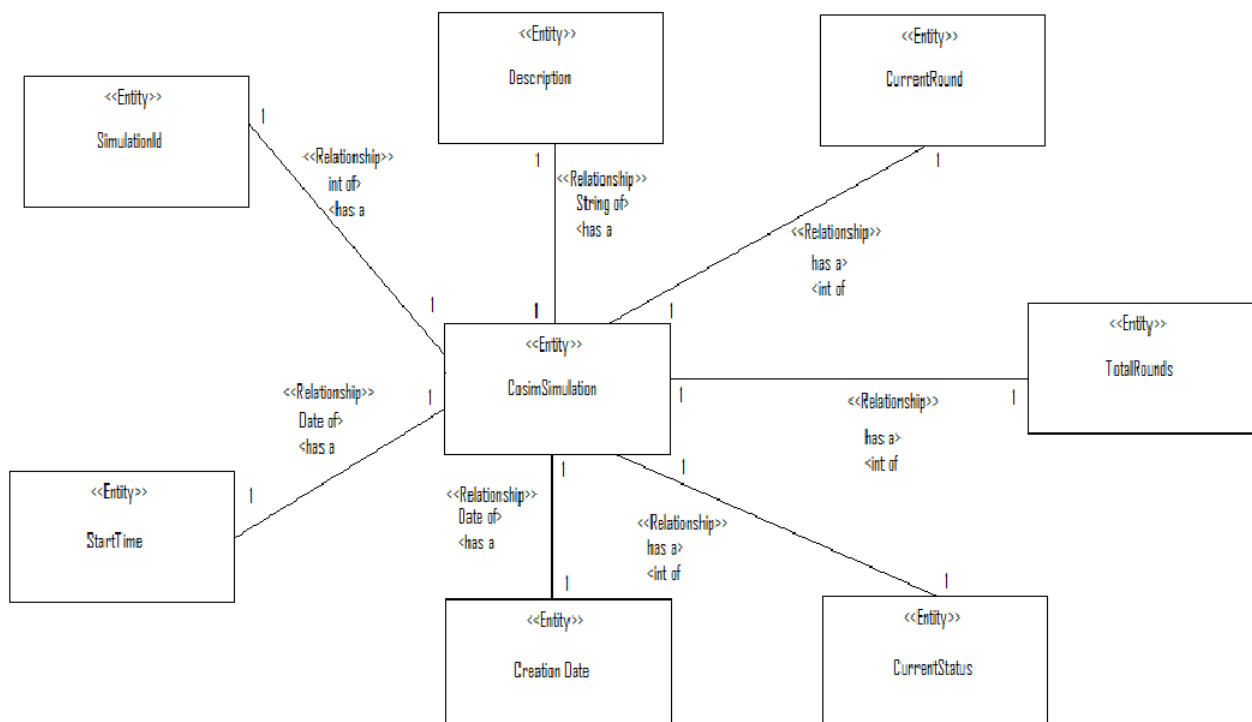 <<Entity>>
Description
1
<<Entity>>
CurrentRound
1
<<Entity>>
SimulationId
1
<<Relationship>>
int of>
<has a
1
<<Relationship>>
String of>
<has a
1
<<Relationship>>
has a>
<int of
1
<<Entity>>
CosimSimulation
<<Entity>>
TotalRounds
1
<<Relationship>>
has a>
<int of
1
<<Relationship>>
Date of>
<has a
1
<<Entity>>
StartTime
1
<<Relationship>>
Date of>
<has a
1
1
<<Relationship>>
has a>
<int of
1
1
<<Entity>>
Creation Date
<<Entity>>
CurrentStatus